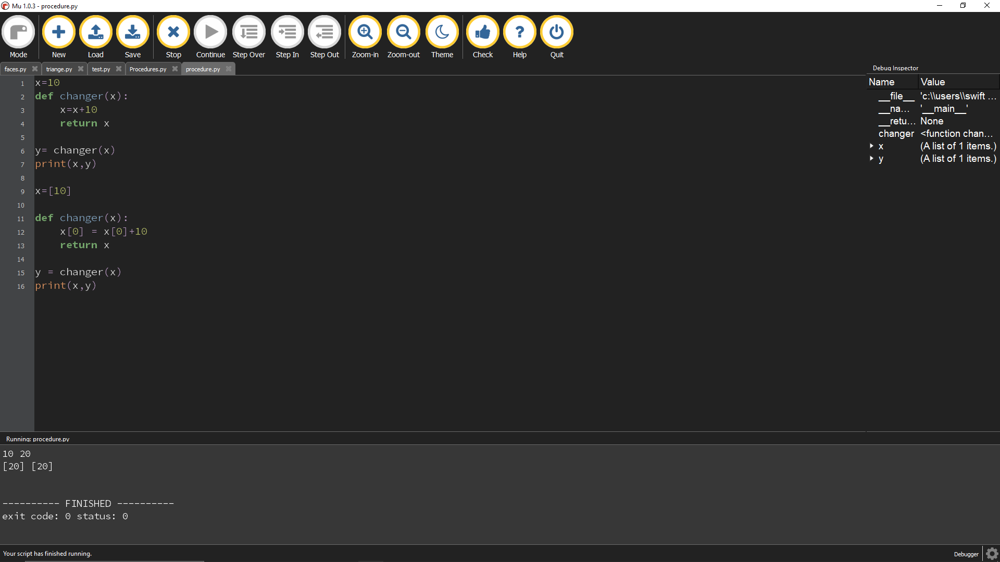 Mu 1.0.3 - procedure.py
Mode New Load Save Stop Continue Step Over Step In Step Out Zoom-in Zoom-out Theme Check Help Quit
faces.py triange.py test.py Procedures.py procedure.py
1 x=10
2 def changer(x):
3 x=x+10
4 return x
5
6 y= changer(x)
7 print(x,y)
8
9 x=[10]
10
11 def changer(x):
12 x[0] = x[0]+10
13 return x
14
15 y = changer(x)
16 print(x,y)
Debug Inspector
Name Value
__file__ 'c:\\users\\swift ...
__na... '__main__'
__retu... None
changer <function chan...
x (A list of 1 items.)
y (A list of 1 items.)
Running: procedure.py
10 20
[20] [20]
---------- FINISHED ----------
exit code: 0 status: 0
Your script has finished running.
Debugger